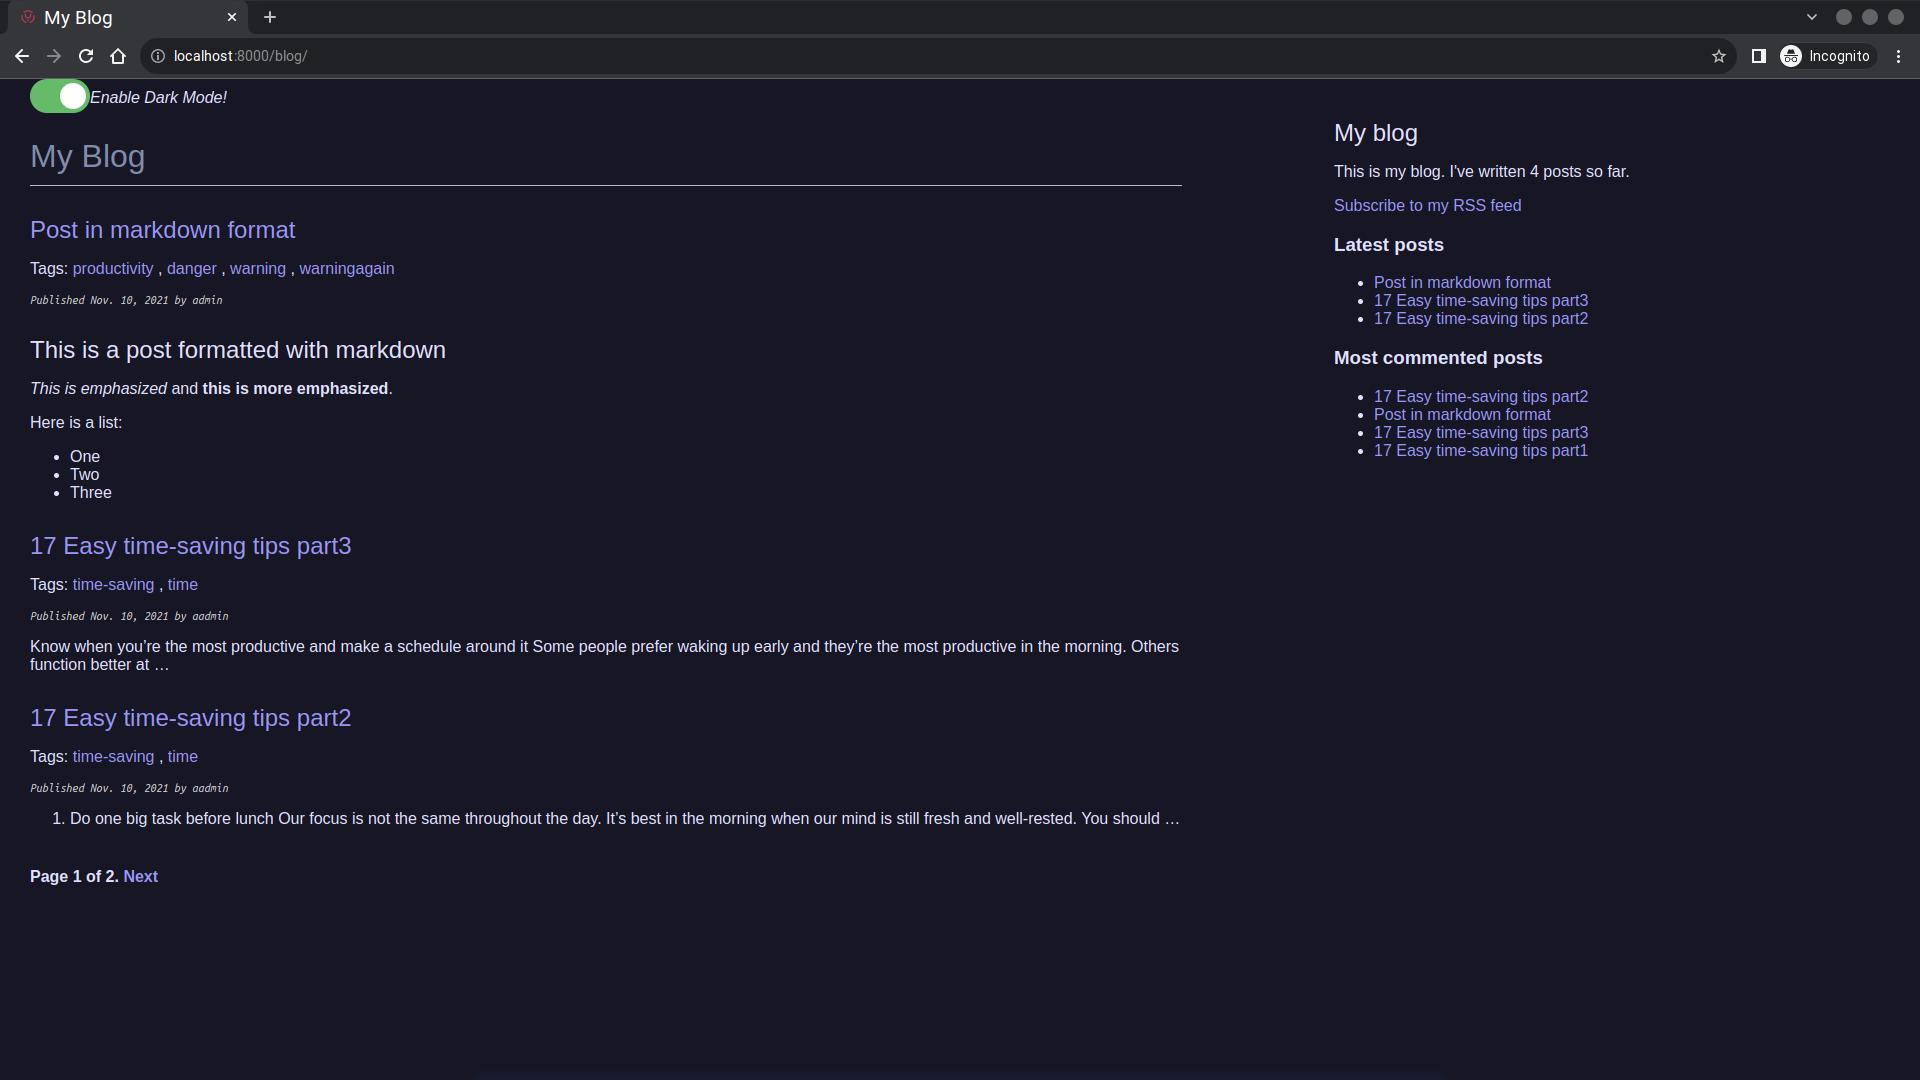 My Blog
localhost:8000/blog/
Incognito
Enable Dark Mode!
My Blog
Post in markdown format
Tags: productivity , danger , warning , warningagain
Published Nov. 10, 2021 by admin
This is a post formatted with markdown
This is emphasized and this is more emphasized.
Here is a list:
• One
• Two
• Three
17 Easy time-saving tips part3
Tags: time-saving , time
Published Nov. 10, 2021 by aadmin
Know when you’re the most productive and make a schedule around it Some people prefer waking up early and they’re the most productive in the morning. Others
function better at …
17 Easy time-saving tips part2
Tags: time-saving , time
Published Nov. 10, 2021 by aadmin
1. Do one big task before lunch Our focus is not the same throughout the day. It’s best in the morning when our mind is still fresh and well-rested. You should …
Page 1 of 2. Next
My blog
This is my blog. I've written 4 posts so far.
Subscribe to my RSS feed
Latest posts
• Post in markdown format
• 17 Easy time-saving tips part3
• 17 Easy time-saving tips part2
Most commented posts
• 17 Easy time-saving tips part2
• Post in markdown format
• 17 Easy time-saving tips part3
• 17 Easy time-saving tips part1